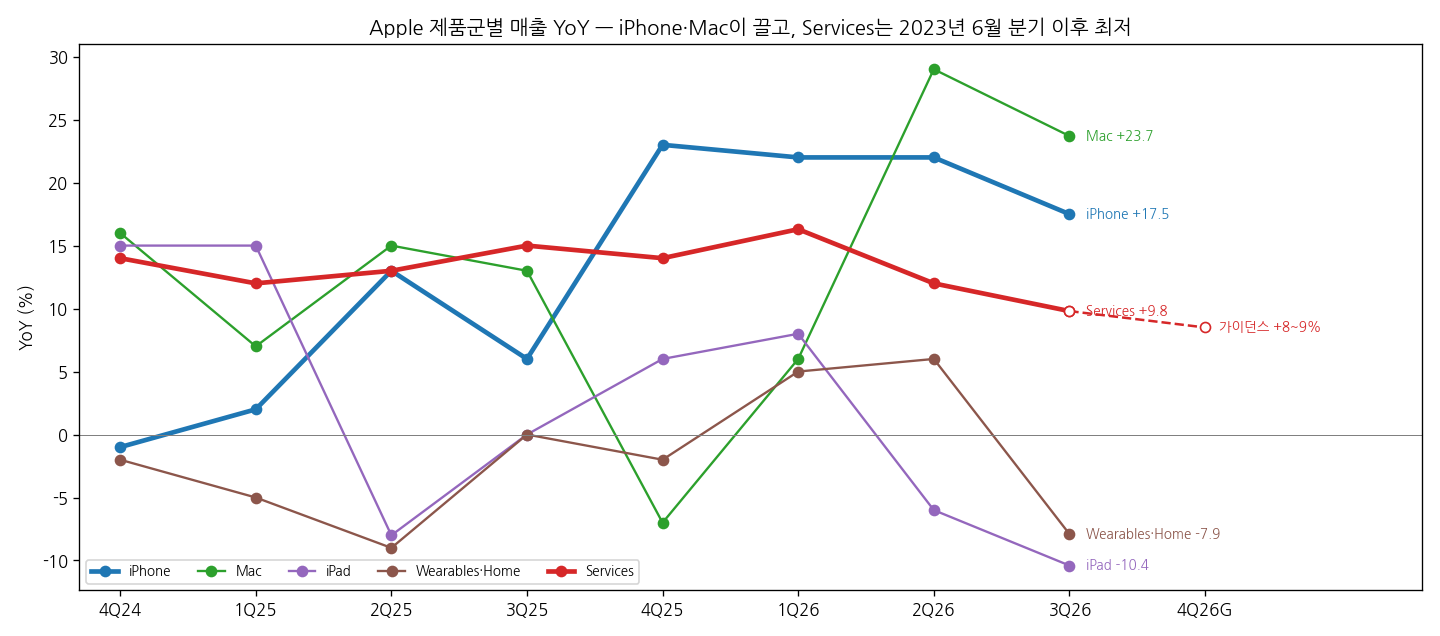 Apple 제품군별 매출 YoY — iPhone·Mac이 끌고, Services는 2023년 6월 분기 이후 최저
YoY (%)
30
25
20
15
10
5
0
-5
-10
Mac +23.7
iPhone +17.5
Services +9.8
가이던스 +8~9%
Wearables·Home -7.9
iPad -10.4
iPhone Mac iPad Wearables·Home Services
4Q24 1Q25 2Q25 3Q25 4Q25 1Q26 2Q26 3Q26 4Q26G